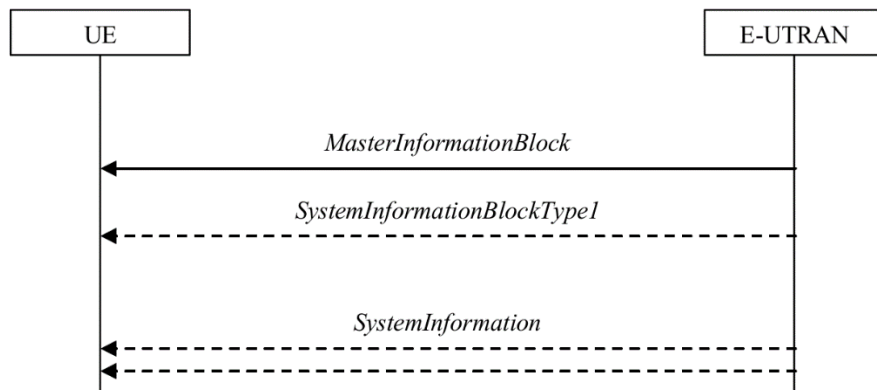 UE
E-UTRAN
MasterInformationBlock
SystemInformationBlockType1
SystemInformation